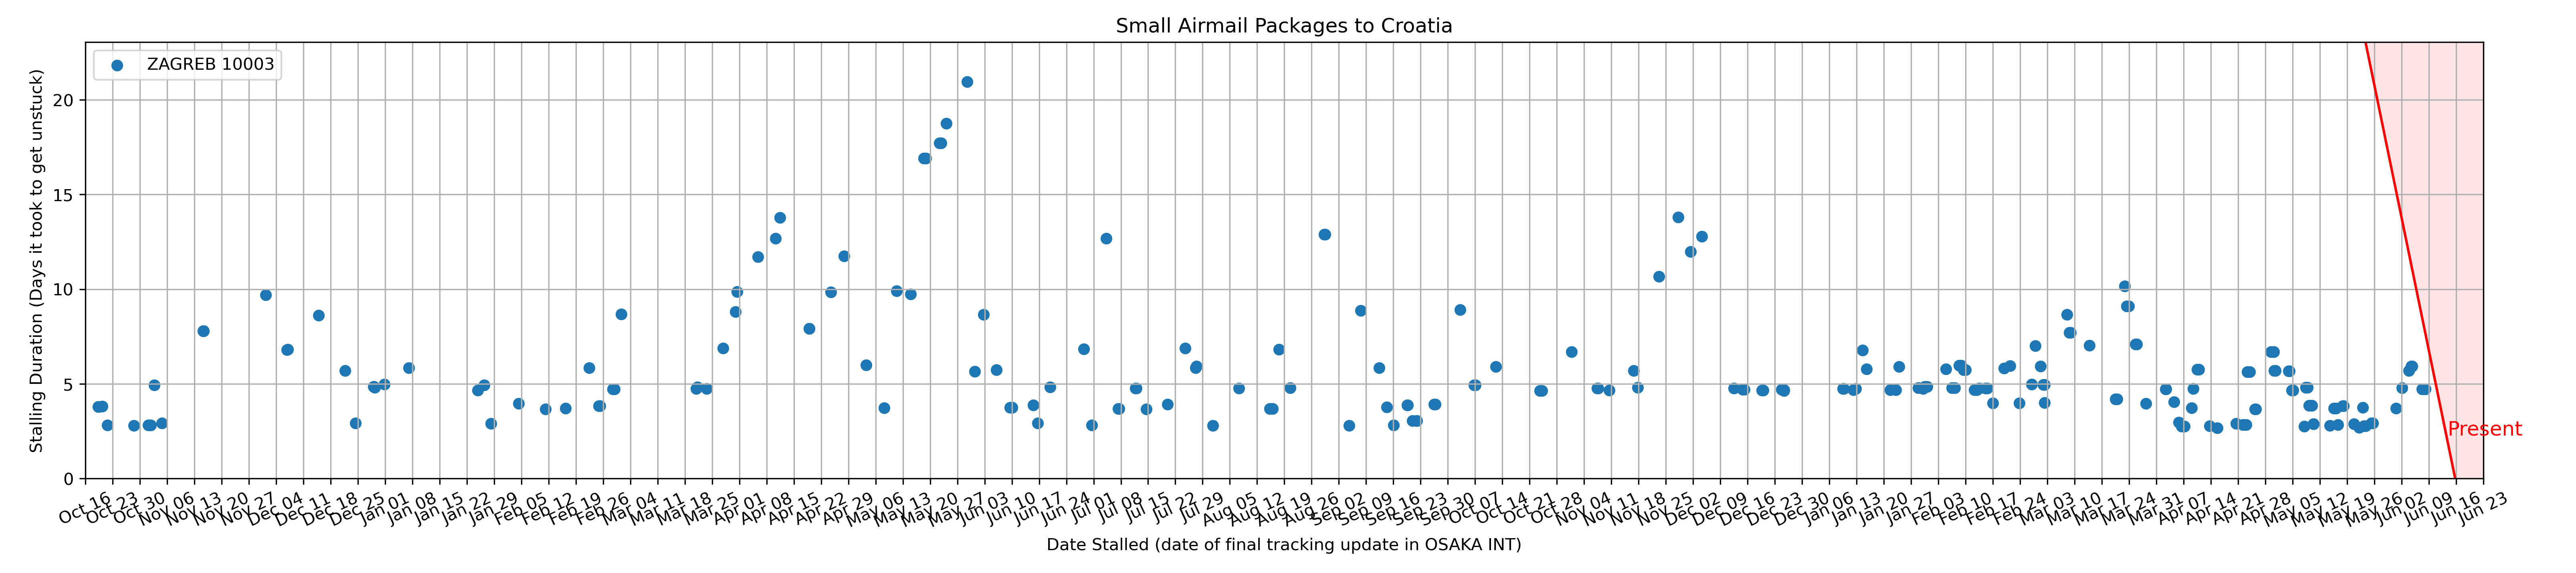 Small Airmail Packages to Croatia
ZAGREB 10003
Stalling Duration (Days it took to get unstuck)
20
15
10
5
0
Present
Oct 16
Oct 23
Oct 30
Nov 06
Nov 13
Nov 20
Nov 27
Dec 04
Dec 11
Dec 18
Dec 25
Jan 01
Jan 08
Jan 15
Jan 22
Jan 29
Feb 05
Feb 12
Feb 19
Feb 26
Mar 04
Mar 11
Mar 18
Mar 25
Apr 01
Apr 08
Apr 15
Apr 22
Apr 29
May 06
May 13
May 20
May 27
Jun 03
Jun 10
Jun 17
Jun 24
Jul 01
Jul 08
Jul 15
Jul 22
Jul 29
Aug 05
Aug 12
Aug 19
Aug 26
Sep 02
Sep 09
Sep 16
Sep 23
Sep 30
Oct 07
Oct 14
Oct 21
Oct 28
Nov 04
Nov 11
Nov 18
Nov 25
Dec 02
Dec 09
Dec 16
Dec 23
Dec 30
Jan 06
Jan 13
Jan 20
Jan 27
Feb 03
Feb 10
Feb 17
Feb 24
Mar 03
Mar 10
Mar 17
Mar 24
Mar 31
Apr 07
Apr 14
Apr 21
Apr 28
May 05
May 12
May 19
May 26
Jun 02
Jun 09
Jun 16
Jun 23
Date Stalled (date of final tracking update in OSAKA INT)